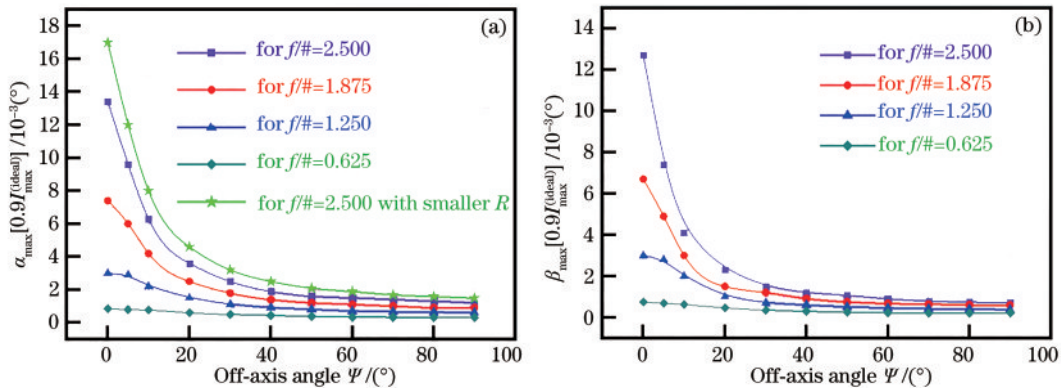 (a)
18
16
14
12
10
8
6
4
2
0
α_max[0.9I_max^(ideal)] /10⁻³(°)
for f/#=2.500
for f/#=1.875
for f/#=1.250
for f/#=0.625
for f/#=2.500 with smaller R
0 20 40 60 80 100
Off-axis angle Ψ/(°)
(b)
14
12
10
8
6
4
2
0
β_max[0.9I_max^(ideal)] /10⁻³(°)
for f/#=2.500
for f/#=1.875
for f/#=1.250
for f/#=0.625
0 20 40 60 80 100
Off-axis angle Ψ/(°)